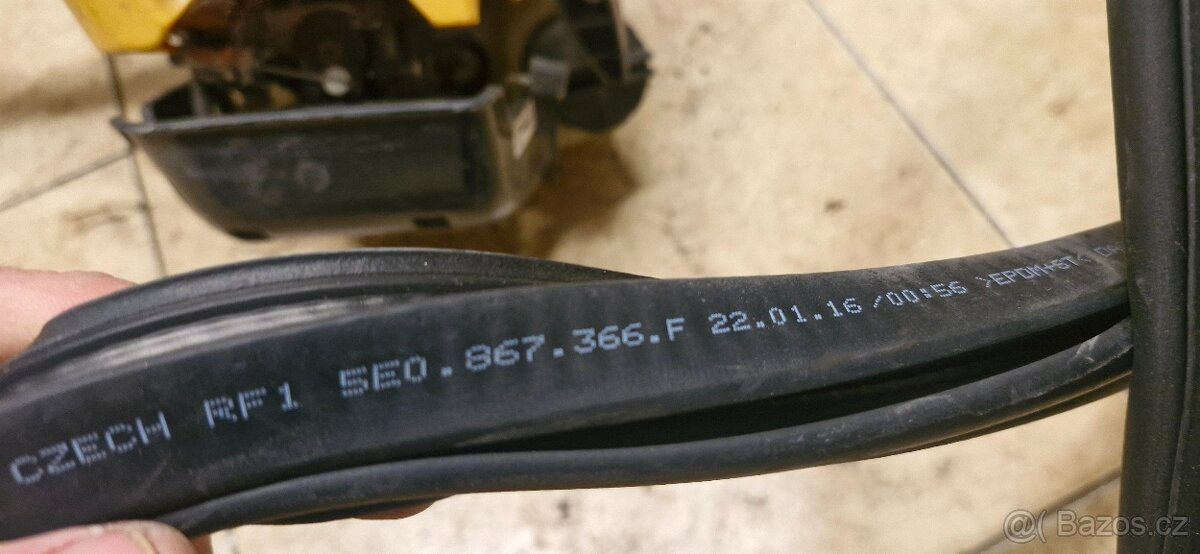 CZECH RF1 5E0.867.366.F 22.01.16/00:56 >EPDM+ST<
@( Bazos.cz